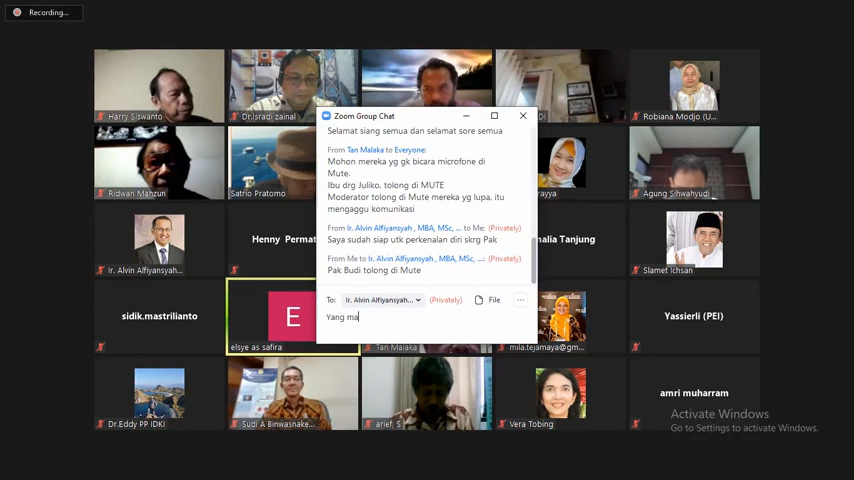 Recording...
Harry Siswanto
Dr.Isradi zainal
DI
Robiana Modjo (U...
Ridwan Mahzun
Satrio Pratomo
rayya
Agung Sihwahyudi
Ir. Alvin Alfiyansyah...
Henny Permat
nalia Tanjung
Slamet Ichsan
sidik.mastrilianto
E
elsye as safira
Tan Malaka
mila.tejamaya@gm...
Yassierli (PEI)
Dr.Eddy PP IDKI
Sudi A Binwasnake...
arief. S
Vera Tobing
amri muharram
Zoom Group Chat
Selamat siang semua dan selamat sore semua
From Tan Malaka to Everyone:
Mohon mereka yg gk bicara microfone di
Mute.
Ibu drg Juliko, tolong di MUTE
Moderator tolong di Mute mereka yg lupa, itu
mengaggu komunikasi
From Ir. Alvin Alfiyansyah , MBA, MSc, ... to Me: (Privately)
Saya sudah siap utk perkenalan diri skrg Pak
From Me to Ir. Alvin Alfiyansyah , MBA, MSc, ...: (Privately)
Pak Budi tolong di Mute
To: Ir. Alvin Alfiyansyah... (Privately) File ...
Yang ma
Activate Windows
Go to Settings to activate Windows.